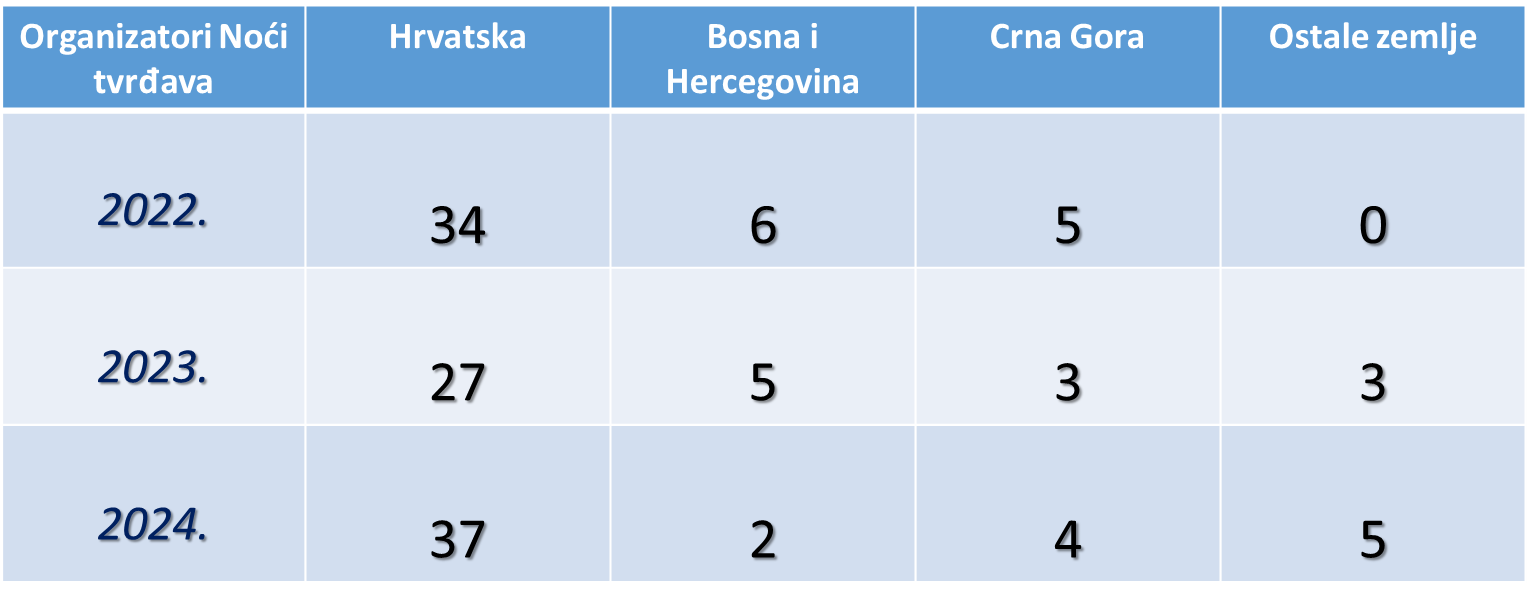 Organizatori Noći
tvrđava
Hrvatska
Bosna i
Hercegovina
Crna Gora
Ostale zemlje
2022.
34
6
5
0
2023.
27
5
3
3
2024.
37
2
4
5